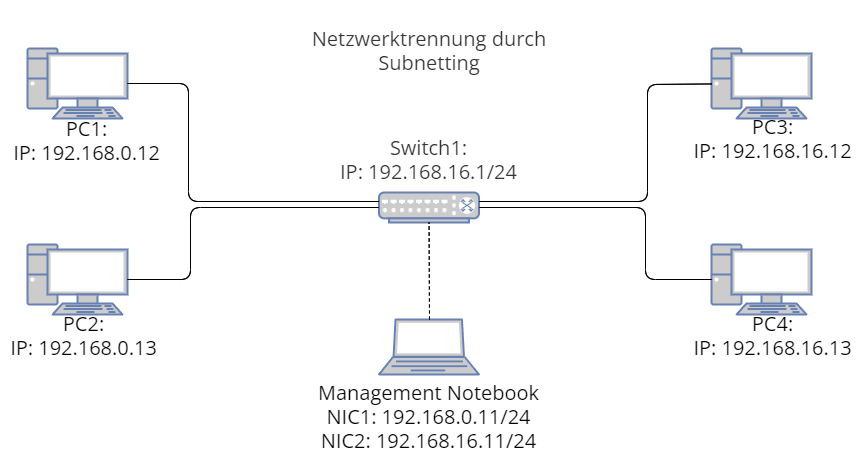 Netzwerktrennung durch
Subnetting
PC1:
IP: 192.168.0.12
PC3:
IP: 192.168.16.12
Switch1:
IP: 192.168.16.1/24
PC2:
IP: 192.168.0.13
PC4:
IP: 192.168.16.13
Management Notebook
NIC1: 192.168.0.11/24
NIC2: 192.168.16.11/24